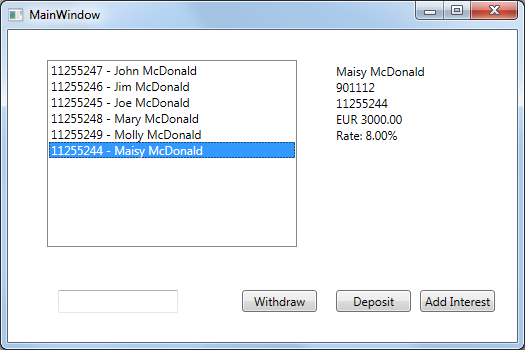 MainWindow
11255247 - John McDonald
11255246 - Jim McDonald
11255245 - Joe McDonald
11255248 - Mary McDonald
11255249 - Molly McDonald
11255244 - Maisy McDonald
Maisy McDonald
901112
11255244
EUR 3000.00
Rate: 8.00%
Withdraw
Deposit
Add Interest